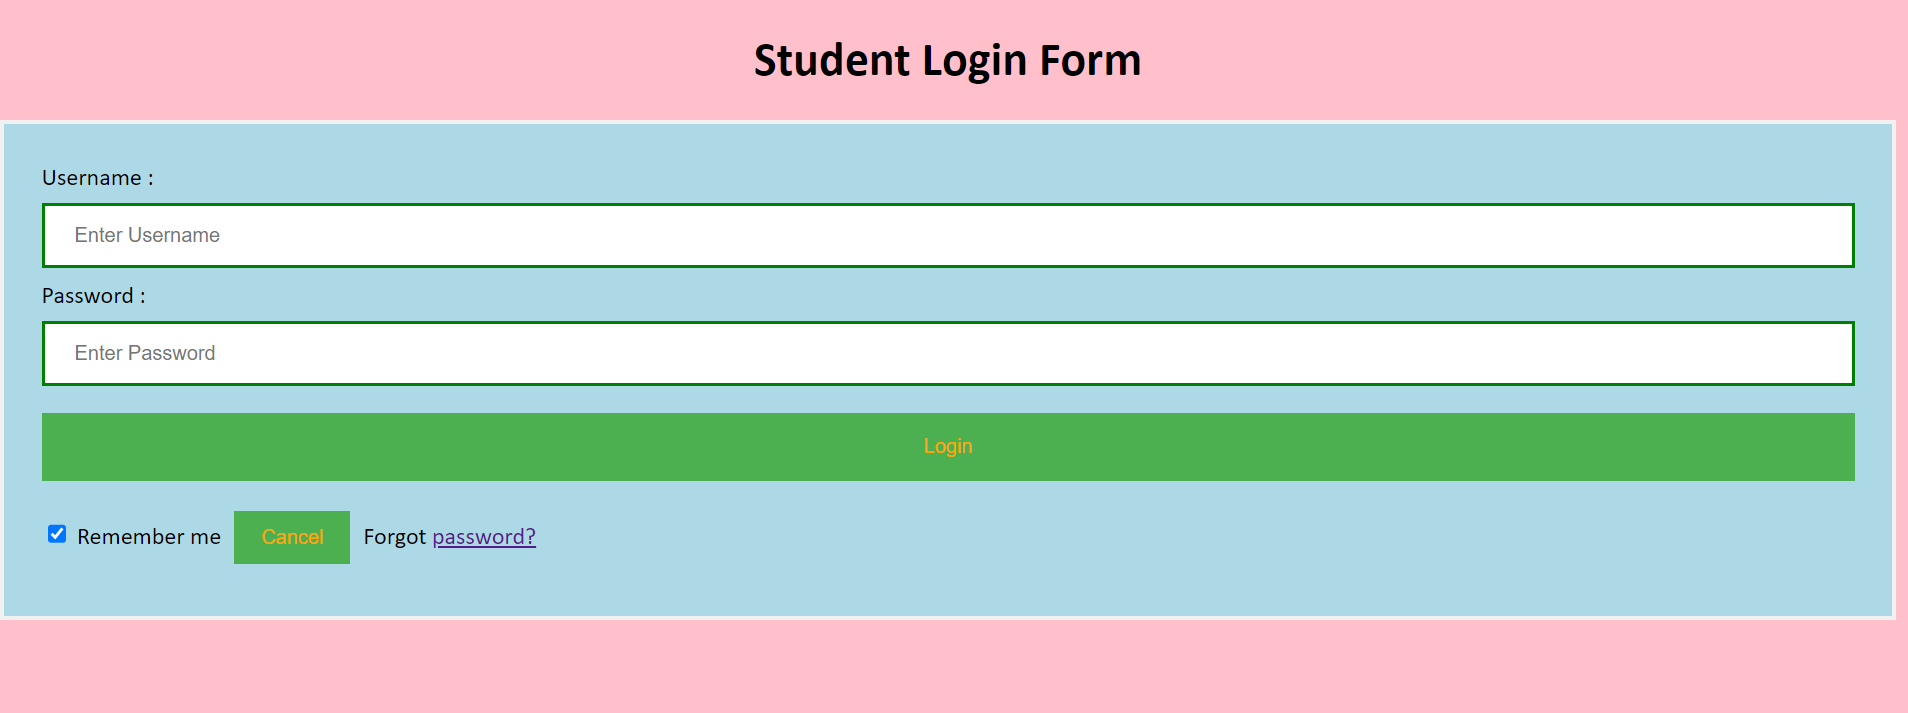 Student Login Form
Username :
Enter Username
Password :
Enter Password
Login
Remember me Cancel Forgot password?